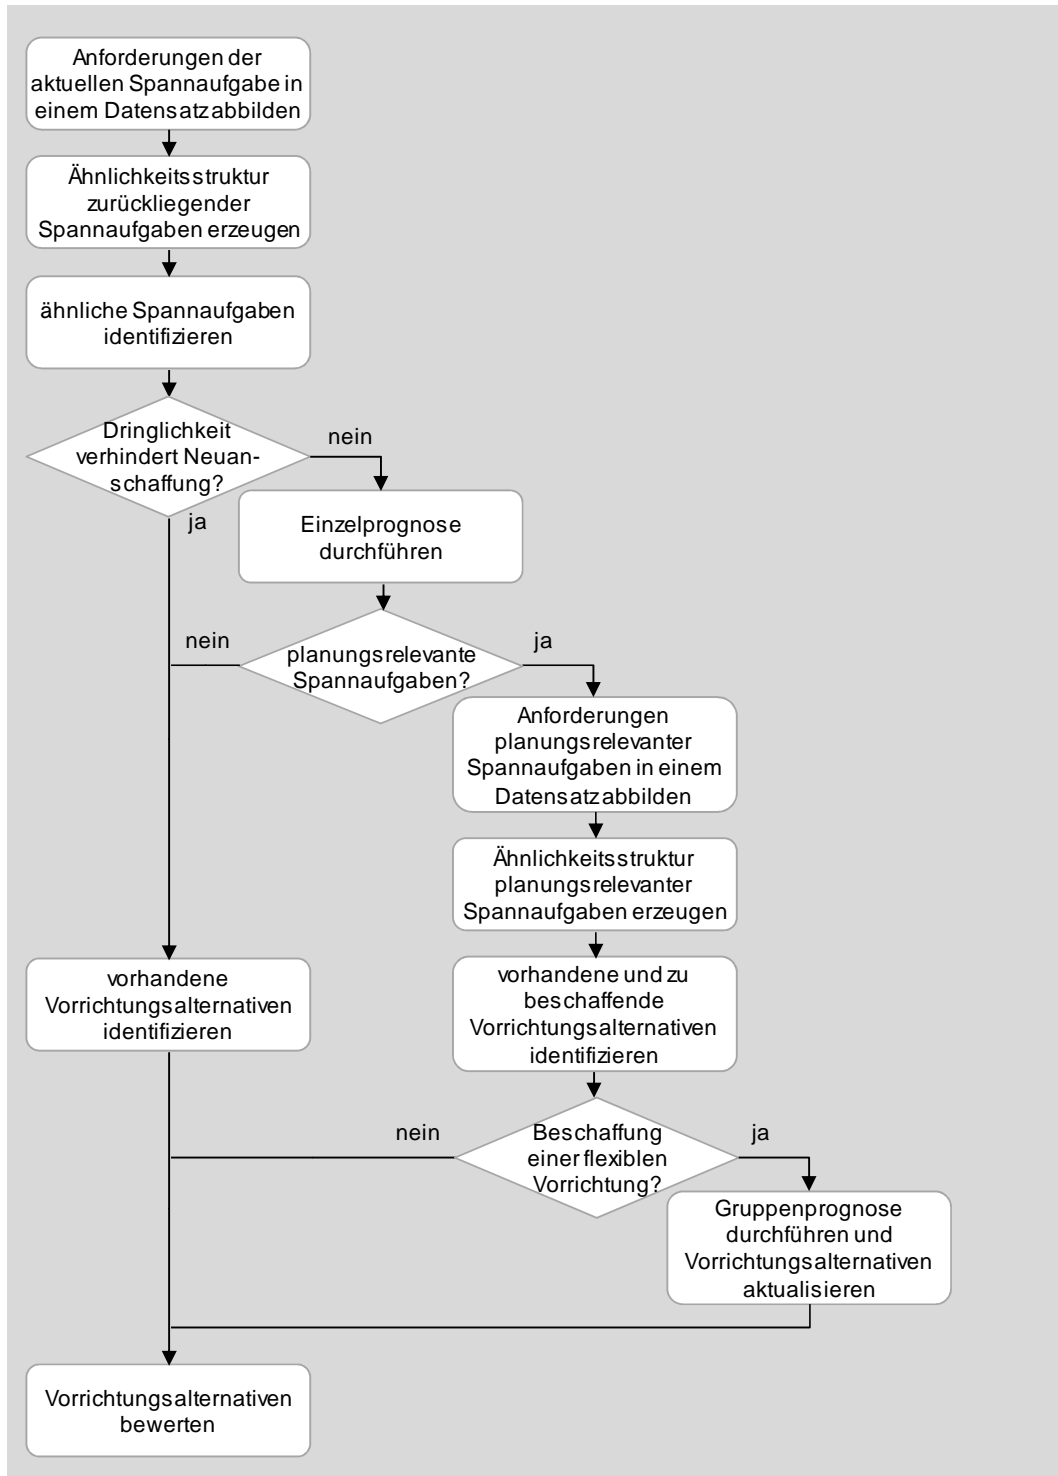 Anforderungen der
aktuellen Spannaufgabe in
einem Datensatz abbilden
Ähnlichkeitsstruktur
zurückliegender
Spannaufgaben erzeugen
ähnliche Spannaufgaben
identifizieren
Dringlichkeit
verhindert Neuan-
schaffung?
nein
ja
Einzelprognose
durchführen
nein
ja
planungsrelevante
Spannaufgaben?
Anforderungen
planungsrelevanter
Spannaufgaben in einem
Datensatz abbilden
Ähnlichkeitsstruktur
planungsrelevanter
Spannaufgaben erzeugen
vorhandene
Vorrichtungsalternativen
identifizieren
vorhandene und zu
beschaffende
Vorrichtungsalternativen
identifizieren
nein
Beschaffung
einer flexiblen
Vorrichtung?
ja
Gruppenprognose
durchführen und
Vorrichtungsalternativen
aktualisieren
Vorrichtungsalternativen
bewerten